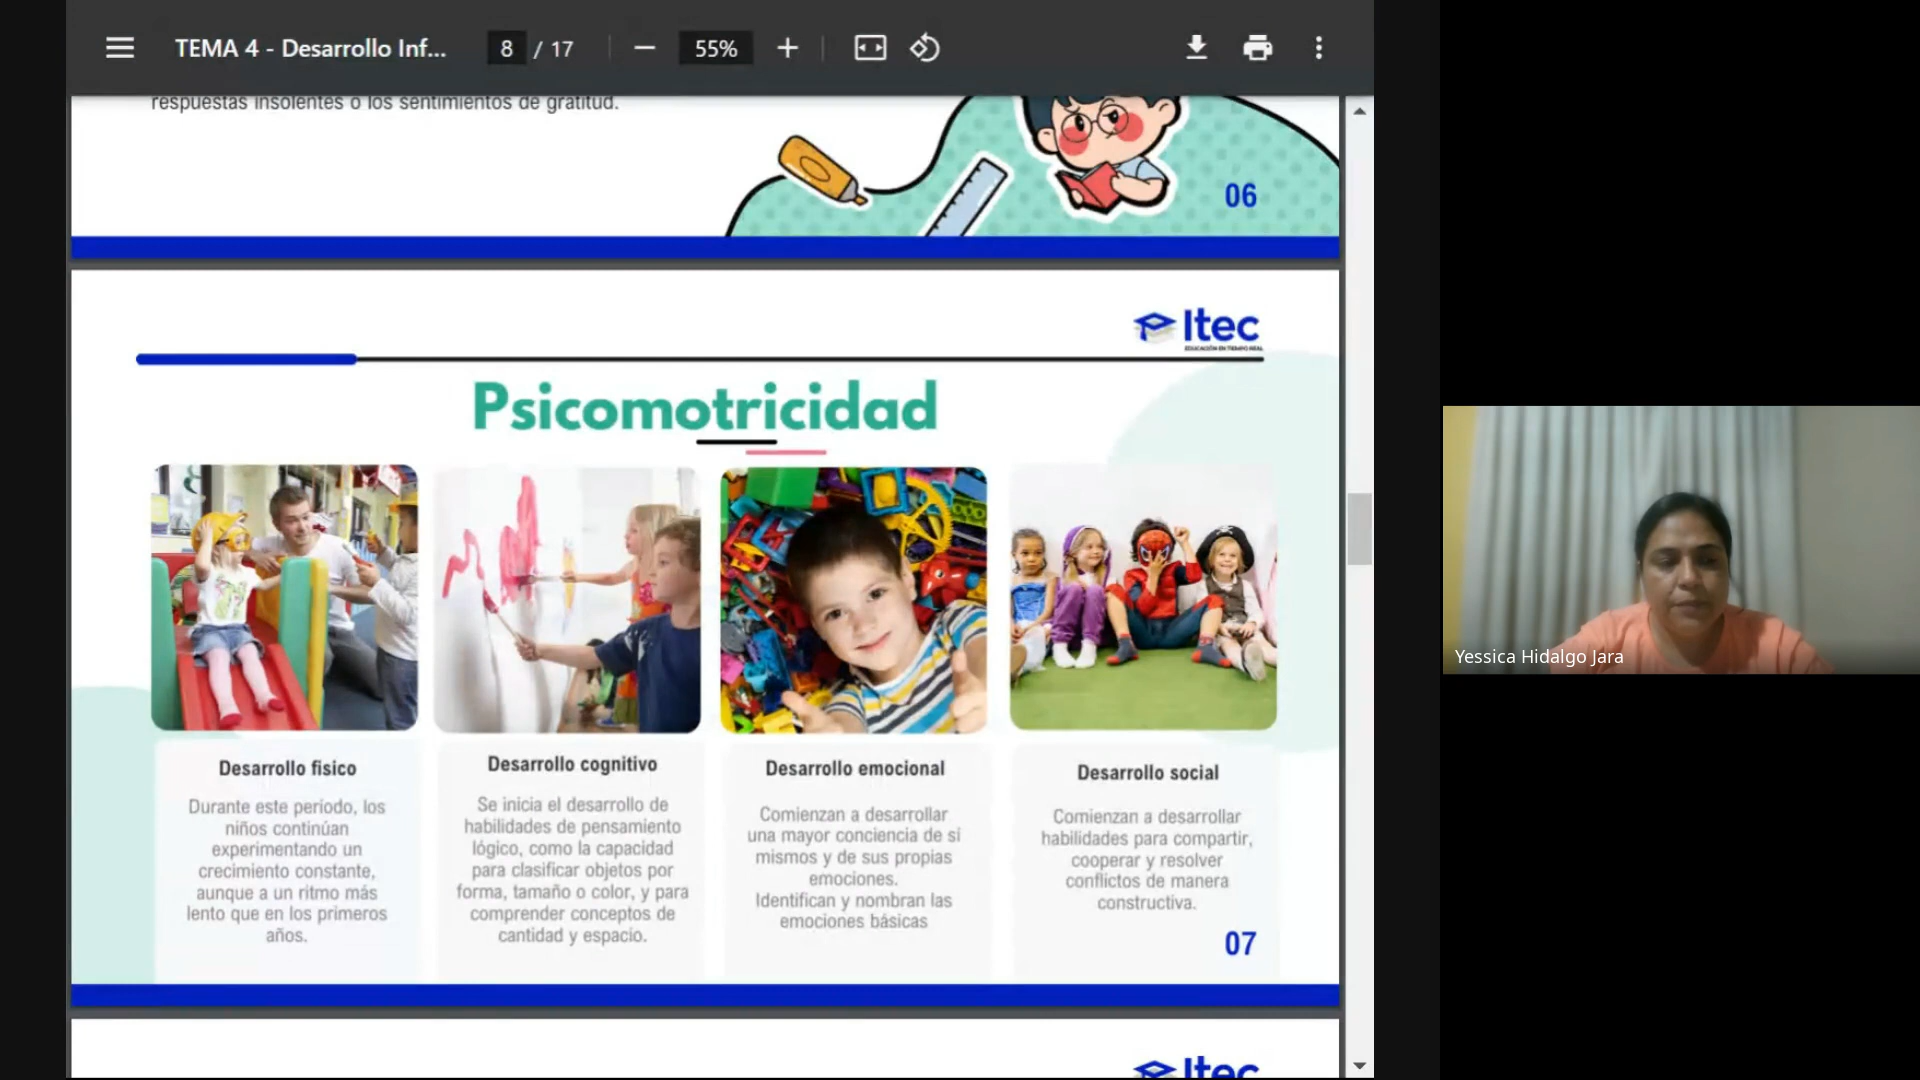 TEMA 4 - Desarrollo Inf... 8 / 17 55%
respuestas insolentes o los sentimientos de gratitud.
06
Itec
EDUCACIÓN EN TIEMPO REAL
Psicomotricidad
Desarrollo fisico
Durante este período, los
niños continúan
experimentando un
crecimiento constante,
aunque a un ritmo más
lento que en los primeros
años.
Desarrollo cognitivo
Se inicia el desarrollo de
habilidades de pensamiento
lógico, como la capacidad
para clasificar objetos por
forma, tamaño o color, y para
comprender conceptos de
cantidad y espacio.
Desarrollo emocional
Comienzan a desarrollar
una mayor conciencia de sí
mismos y de sus propias
emociones.
Identifican y nombran las
emociones básicas
Desarrollo social
Comienzan a desarrollar
habilidades para compartir,
cooperar y resolver
conflictos de manera
constructiva.
07
Itec
Yessica Hidalgo Jara